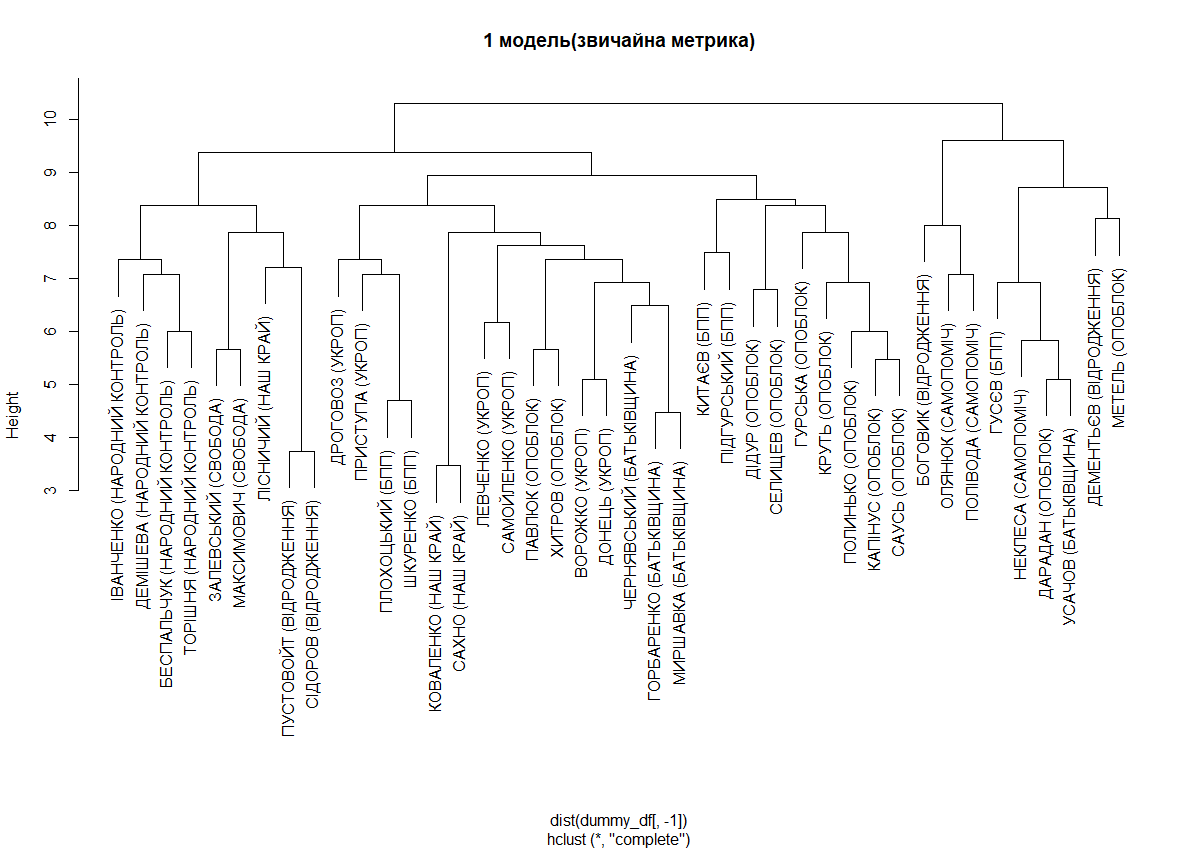 1 модель(звичайна метрика)
Height
10
9
8
7
6
5
4
3
ІВАНЧЕНКО (НАРОДНИЙ КОНТРОЛЬ)
ДЕМІШЕВА (НАРОДНИЙ КОНТРОЛЬ)
БЕСПАЛЬЧУК (НАРОДНИЙ КОНТРОЛЬ)
ТОРІШНЯ (НАРОДНИЙ КОНТРОЛЬ)
ЗАЛЕВСЬКИЙ (СВОБОДА)
МАКСИМОВИЧ (СВОБОДА)
ЛІСНИЧИЙ (НАШ КРАЙ)
ПУСТОВОЙТ (ВІДРОДЖЕННЯ)
СІДОРОВ (ВІДРОДЖЕННЯ)
ДРОГОВОЗ (УКРОП)
ПРИСТУПА (УКРОП)
ПЛОХОЦЬКИЙ (БПП)
ШКУРЕНКО (БПП)
КОВАЛЕНКО (НАШ КРАЙ)
САХНО (НАШ КРАЙ)
ЛЕВЧЕНКО (УКРОП)
САМОЙЛЕНКО (УКРОП)
ПАВЛЮК (ОПОБЛОК)
ХИТРОВ (ОПОБЛОК)
ВОРОЖКО (УКРОП)
ДОНЕЦЬ (УКРОП)
ЧЕРНЯВСЬКИЙ (БАТЬКІВЩИНА)
ГОРБАРЕНКО (БАТЬКІВЩИНА)
МИРШАВКА (БАТЬКІВЩИНА)
КИТАЄВ (БПП)
ПІДГУРСЬКИЙ (БПП)
ДІДУР (ОПОБЛОК)
СЕЛИЩЕВ (ОПОБЛОК)
ГУРСЬКА (ОПОБЛОК)
КРУТЬ (ОПОБЛОК)
ПОЛИНЬКО (ОПОБЛОК)
КАПІНУС (ОПОБЛОК)
САУСЬ (ОПОБЛОК)
БОГОВИК (ВІДРОДЖЕННЯ)
ОЛЯНЮК (САМОПОМІЧ)
ПОЛІВОДА (САМОПОМІЧ)
ГУСЄВ (БПП)
НЕКЛЕСА (САМОПОМІЧ)
ДАРАДАН (ОПОБЛОК)
УСАЧОВ (БАТЬКІВЩИНА)
ДЕМЕНТЬЄВ (ВІДРОДЖЕННЯ)
МЕТЕЛЬ (ОПОБЛОК)
dist(dummy_df[, -1])
hclust (*, "complete")